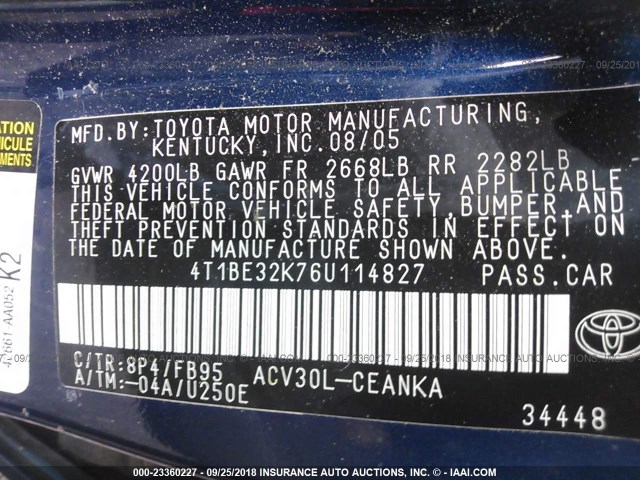 MFD.BY:TOYOTA MOTOR MANUFACTURING,
KENTUCKY,INC.08/05
GVWR 4200LB GAWR FR 2668LB RR 2282LB
THIS VEHICLE CONFORMS TO ALL APPLICABLE
FEDERAL MOTOR VEHICLE SAFETY,BUMPER,AND
THEFT PREVENTION STANDARDS IN EFFECT ON
THE DATE OF MANUFACTURE SHOWN ABOVE.
4T1BE32K76U114827 PASS.CAR
C/TR:8P4/FB95 ACV30L-CEANKA
A/TM:-04A/U250E
34448
TOYOTA
VEHICLE
K2
000-23360227 - 09/25/2018 - INSURANCE AUTO AUCTIONS, INC. - © IAAI.COM